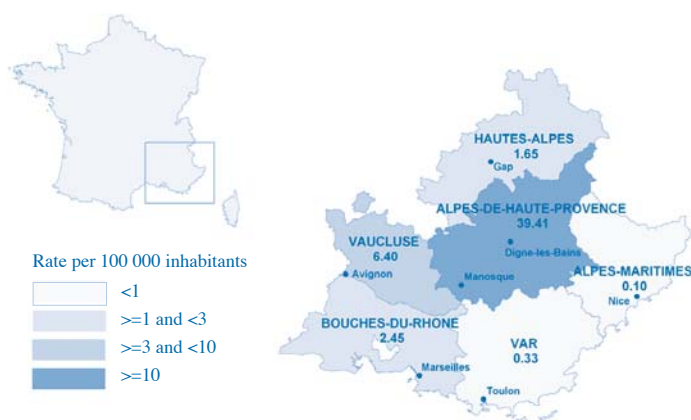 HAUTES-ALPES
1.65
Gap
ALPES-DE-HAUTE-PROVENCE
39.41
Digne-les-Bains
VAUCLUSE
6.40
Avignon
Manosque
ALPES-MARITIMES
0.10
Nice
BOUCHES-DU-RHONE
2.45
Marseilles
VAR
0.33
Toulon
Rate per 100 000 inhabitants
<1
>=1 and <3
>=3 and <10
>=10